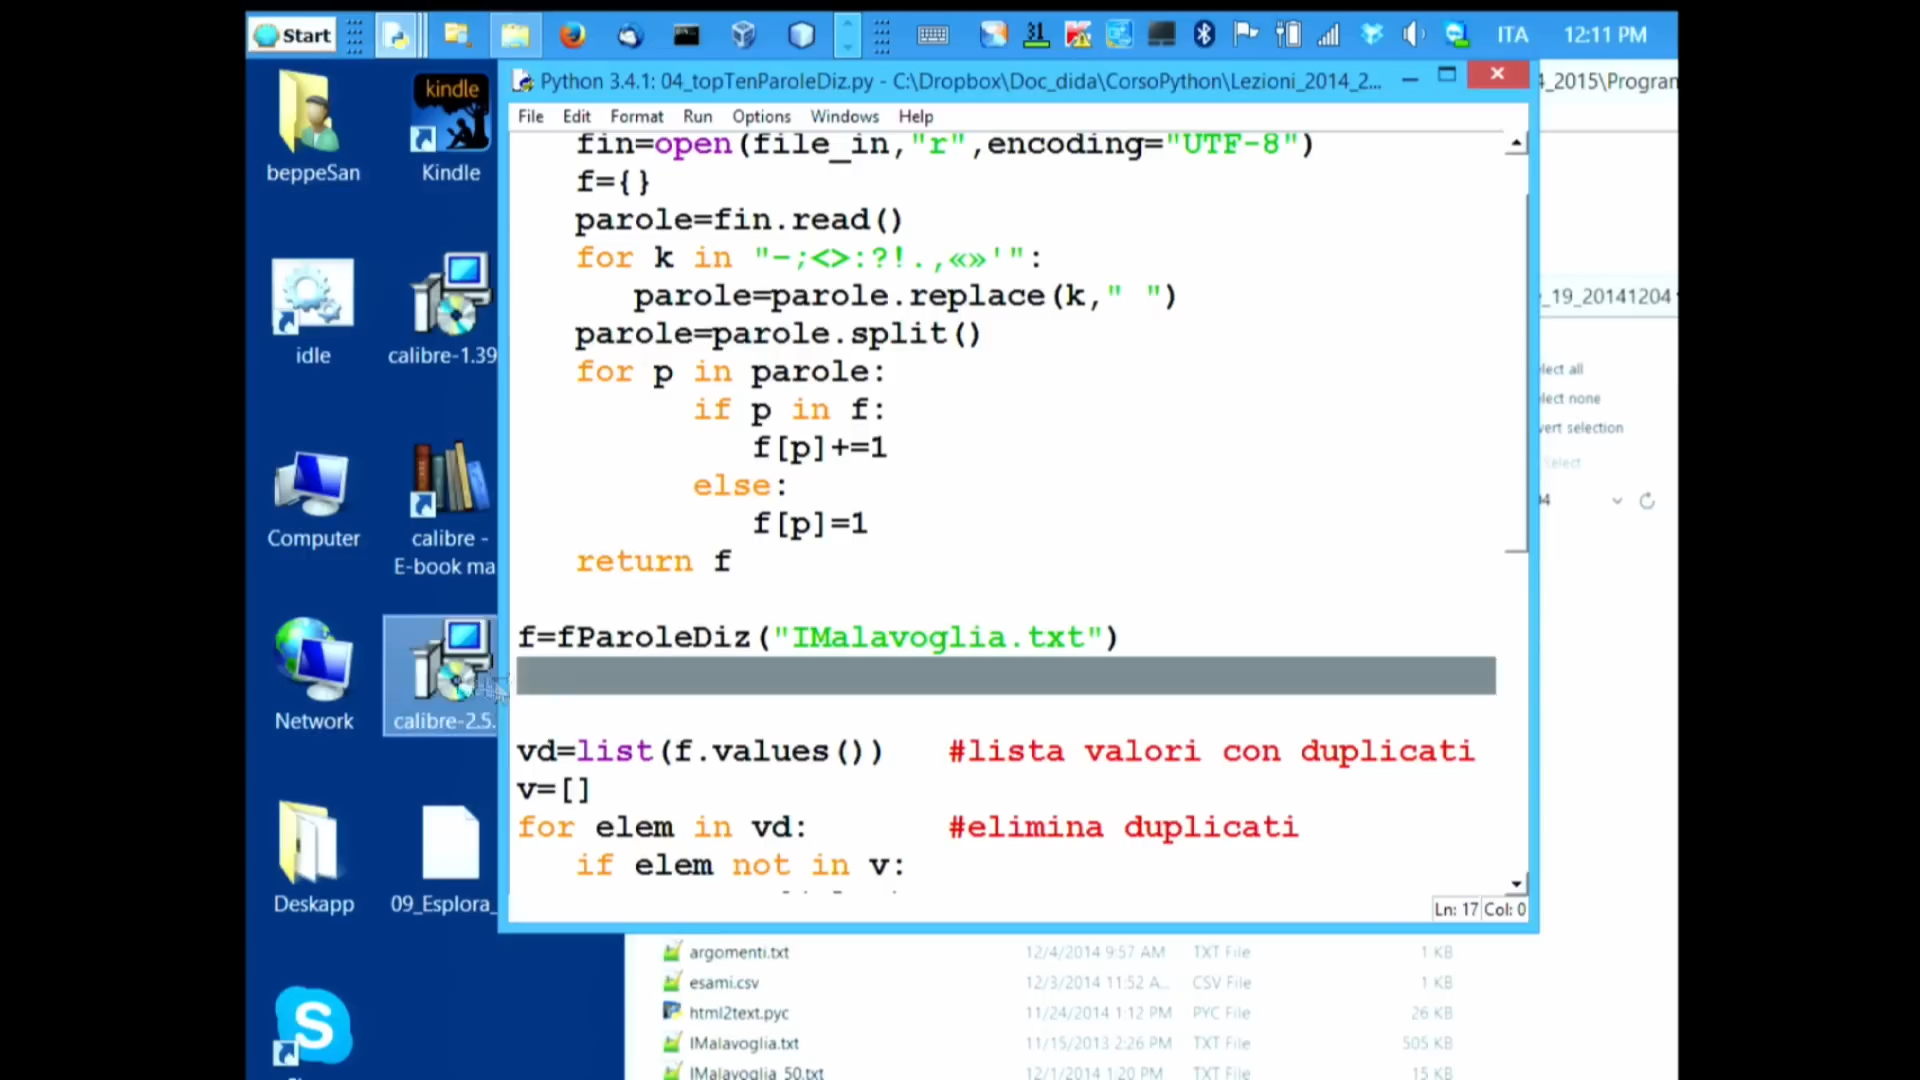 Start
31
ITA
12:11 PM
Python 3.4.1: 04_topTenParoleDiz.py - C:\Dropbox\Doc_dida\CorsoPython\Lezioni_2014_2...
4_2015\Progran
File Edit Format Run Options Windows Help
fin=open(file_in,"r",encoding="UTF-8")
f={}
parole=fin.read()
for k in "-;<>:?!.,«»'":
parole=parole.replace(k," ")
parole=parole.split()
for p in parole:
if p in f:
f[p]+=1
else:
f[p]=1
return f
f=fParoleDiz("IMalavoglia.txt")
vd=list(f.values()) #lista valori con duplicati
v=[]
for elem in vd: #elimina duplicati
if elem not in v:
Ln: 17 Col: 0
beppeSan
kindle
Kindle
idle
calibre-1.39
Computer
calibre -
E-book ma
Network
calibre-2.5.
Deskapp
09_Esplora_
_19_20141204
lect all
lect none
vert selection
Select
04
argomenti.txt 12/4/2014 9:57 AM TXT File 1 KB
esami.csv 12/3/2014 11:52 A... CSV File 1 KB
html2text.pyc 11/24/2014 1:12 PM PYC File 26 KB
IMalavoglia.txt 11/15/2013 2:26 PM TXT File 505 KB
IMalavoglia_50.txt 12/1/2014 1:20 PM TXT File 15 KB